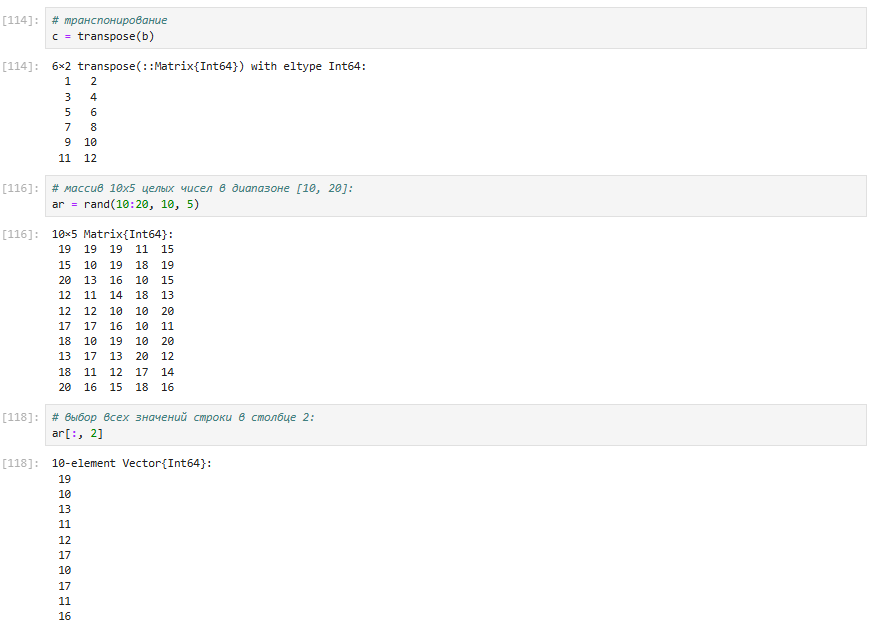 [114]: # транспонирование
c = transpose(b)
[114]: 6×2 transpose(::Matrix{Int64}) with eltype Int64:
1 2
3 4
5 6
7 8
9 10
11 12
[116]: # массив 10x5 целых чисел в диапазоне [10, 20]:
ar = rand(10:20, 10, 5)
[116]: 10×5 Matrix{Int64}:
19 19 19 11 15
15 10 19 18 19
20 13 16 10 15
12 11 14 18 13
12 12 10 10 20
17 17 16 10 11
18 10 19 10 20
13 17 13 20 12
18 11 12 17 14
20 16 15 18 16
[118]: # выбор всех значений строки в столбце 2:
ar[:, 2]
[118]: 10-element Vector{Int64}:
19
10
13
11
12
17
10
17
11
16